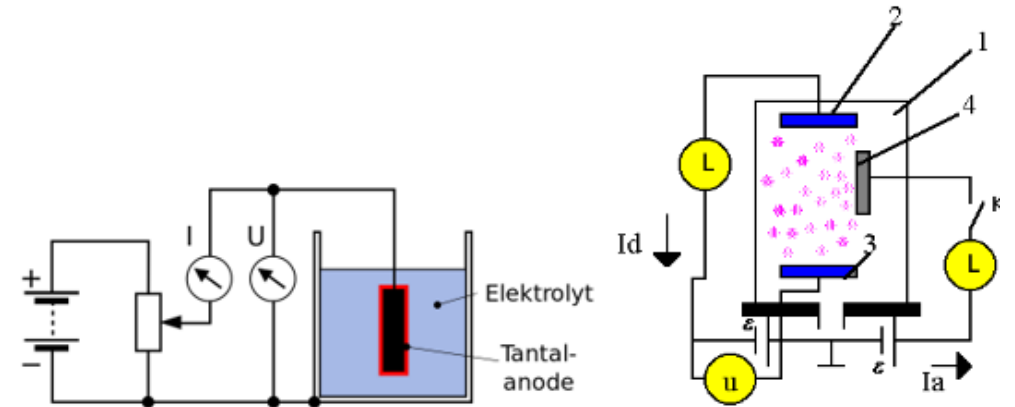 +
−
I
U
Elektrolyt
Tantal-
anode
2
1
4
L
K
Id
3
L
ε
u
ε
Ia